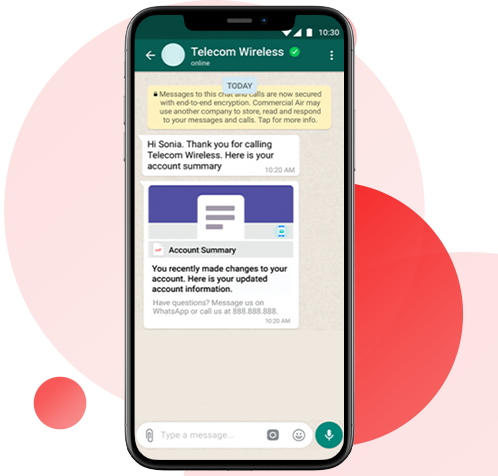 10:30
Telecom Wireless
online
TODAY
Messages to this chat and calls are now secured
with end-to-end encryption. Commercial Air may
use another company to store, read and respond
to your messages and calls. Tap for more info.
Hi Sonia. Thank you for calling
Telecom Wireless. Here is your
account summary
10:20 AM
Account Summary
You recently made changes to your
account. Here is your updated
account information.
Have questions? Message us on
WhatsApp or call us at 888.888.888.
10:20 AM
Type a message...